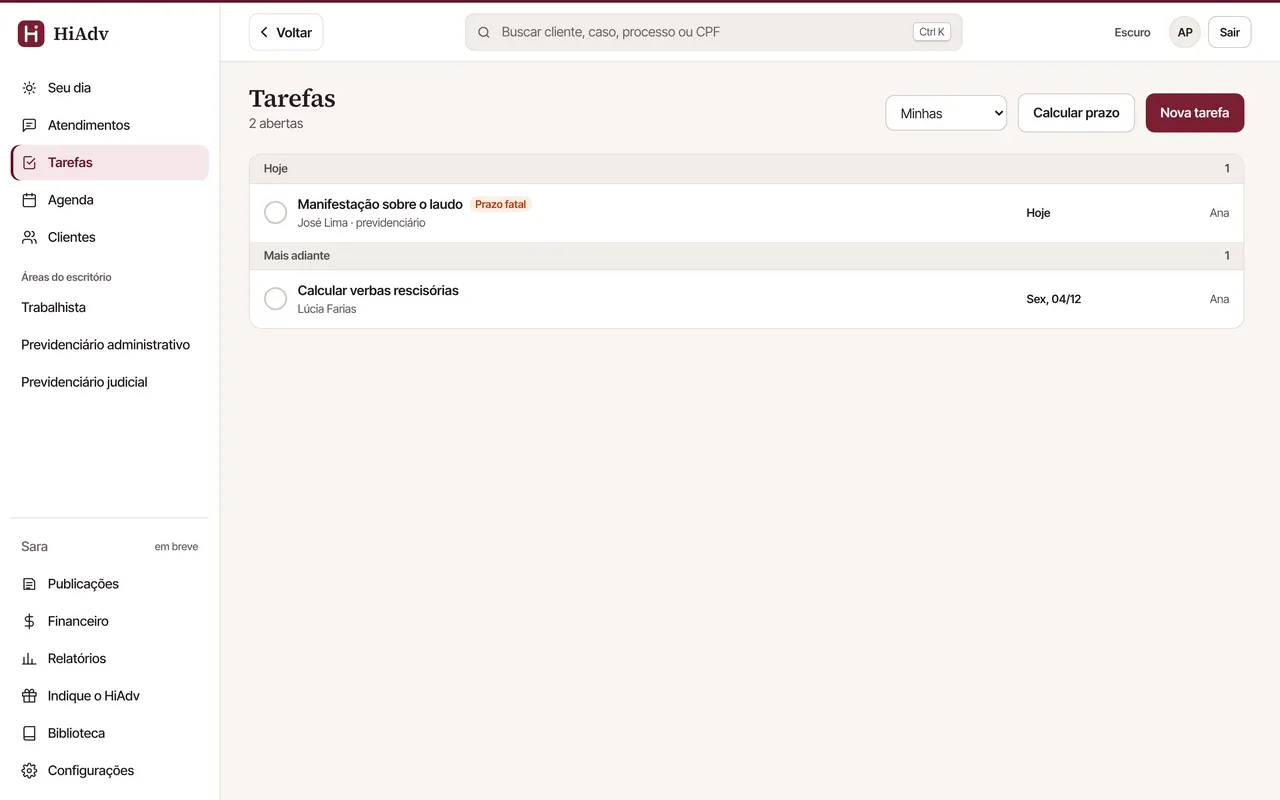 HiAdv
Voltar
Buscar cliente, caso, processo ou CPF
Ctrl K
Escuro
AP
Sair
Seu dia
Atendimentos
Tarefas
Agenda
Clientes
Áreas do escritório
Trabalhista
Previdenciário administrativo
Previdenciário judicial
Sara
em breve
Publicações
Financeiro
Relatórios
Indique o HiAdv
Biblioteca
Configurações
Tarefas
2 abertas
Minhas
Calcular prazo
Nova tarefa
Hoje
1
Manifestação sobre o laudo
Prazo fatal
José Lima · previdenciário
Hoje
Ana
Mais adiante
1
Calcular verbas rescisórias
Lúcia Farias
Sex, 04/12
Ana